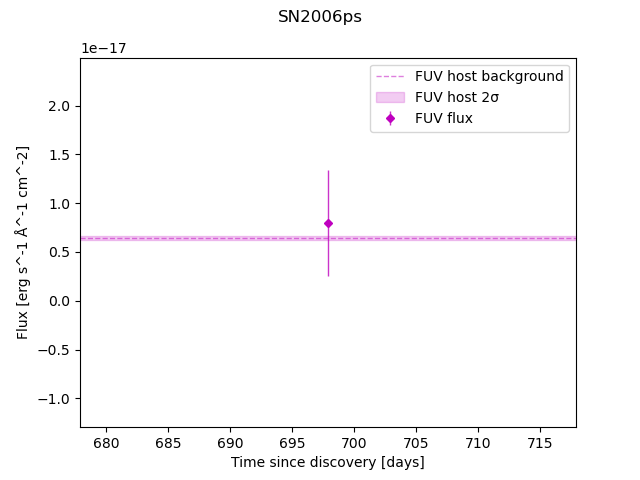 SN2006ps
1e−17
FUV host background
FUV host 2σ
FUV flux
2.0
1.5
1.0
0.5
0.0
−0.5
−1.0
Flux [erg s^-1 Å^-1 cm^-2]
680 685 690 695 700 705 710 715
Time since discovery [days]